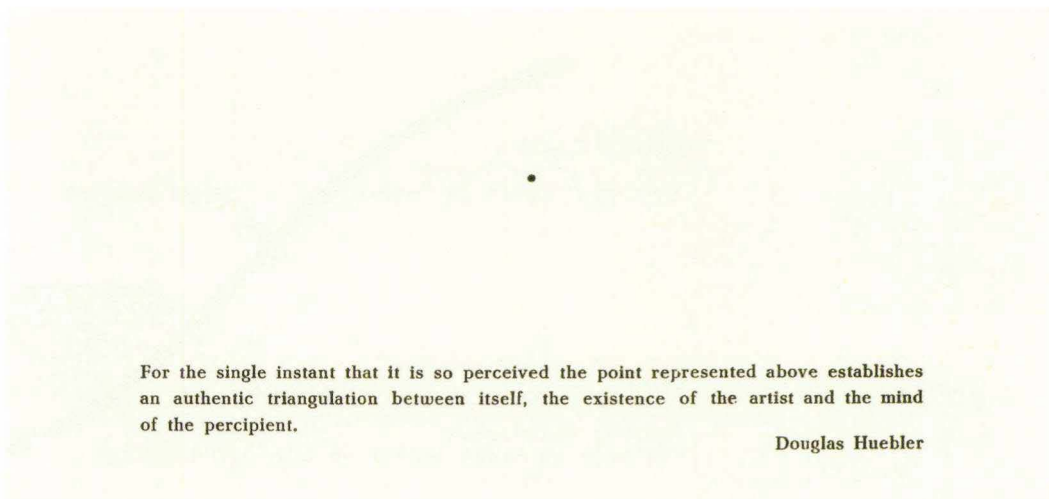 For the single instant that it is so perceived the point represented above establishes
an authentic triangulation between itself, the existence of the artist and the mind
of the percipient.
Douglas Huebler